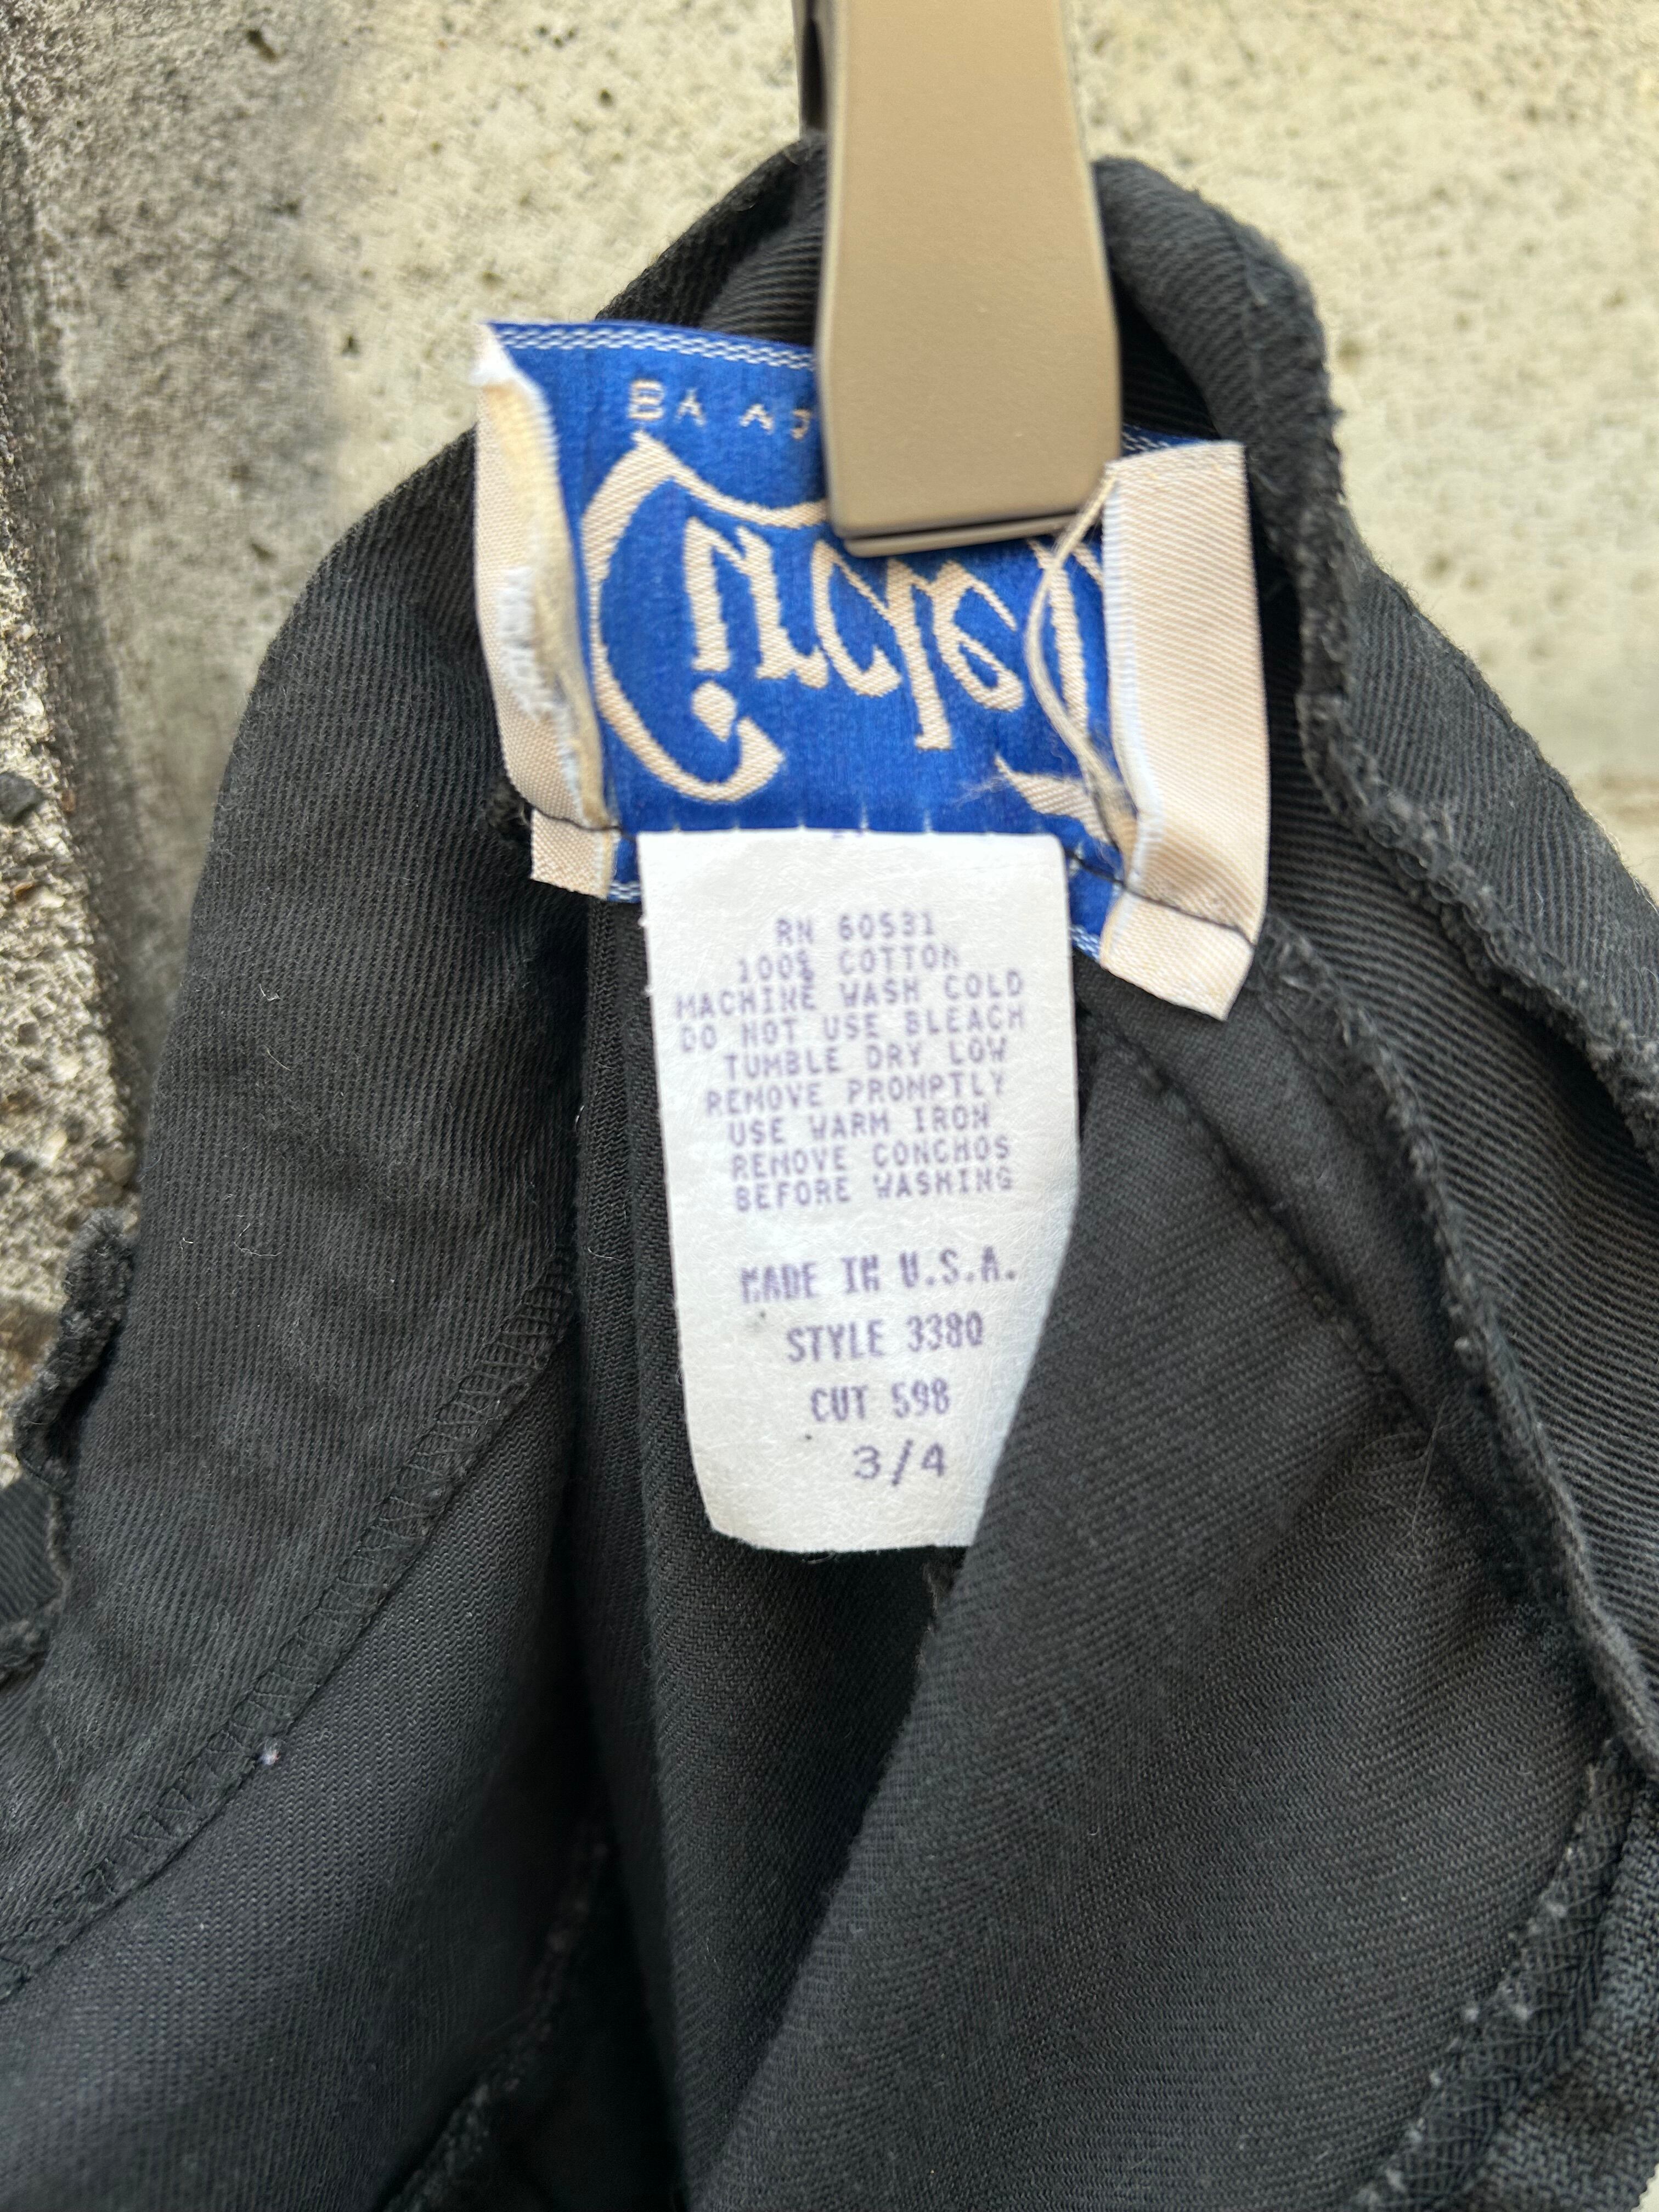 RN 60531
100% COTTON
MACHINE WASH COLD
DO NOT USE BLEACH
TUMBLE DRY LOW
REMOVE PROMPTLY
USE WARM IRON
REMOVE CONCHOS
BEFORE WASHING
MADE IN U.S.A.
STYLE 3380
CUT 598
3/4